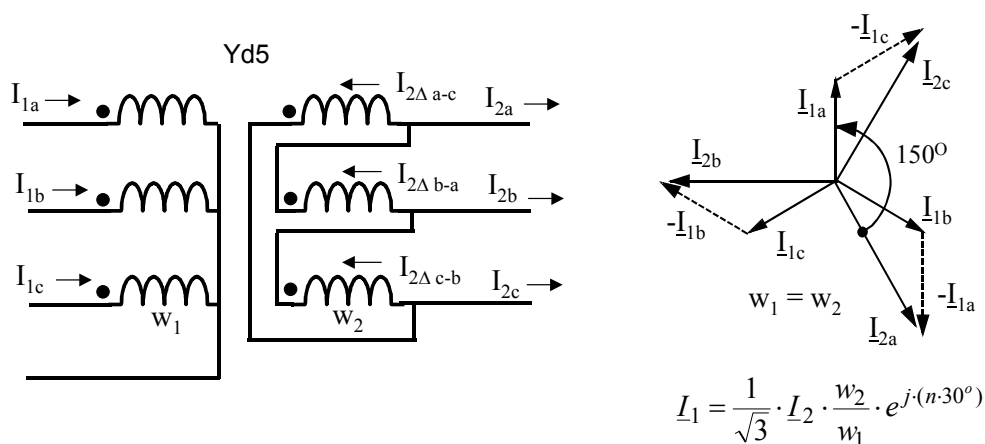 Yd5
I1a
I2Δ a-c
I2a
I1b
I2Δ b-a
I2b
I1c
I2Δ c-b
I2c
w1
w2
-I1c
I2c
I1a
150O
I2b
I1b
-I1b
I1c
w1 = w2
-I1a
I2a
I1 = 1/√3 · I2 · w2/w1 · e^j·(n·30°)